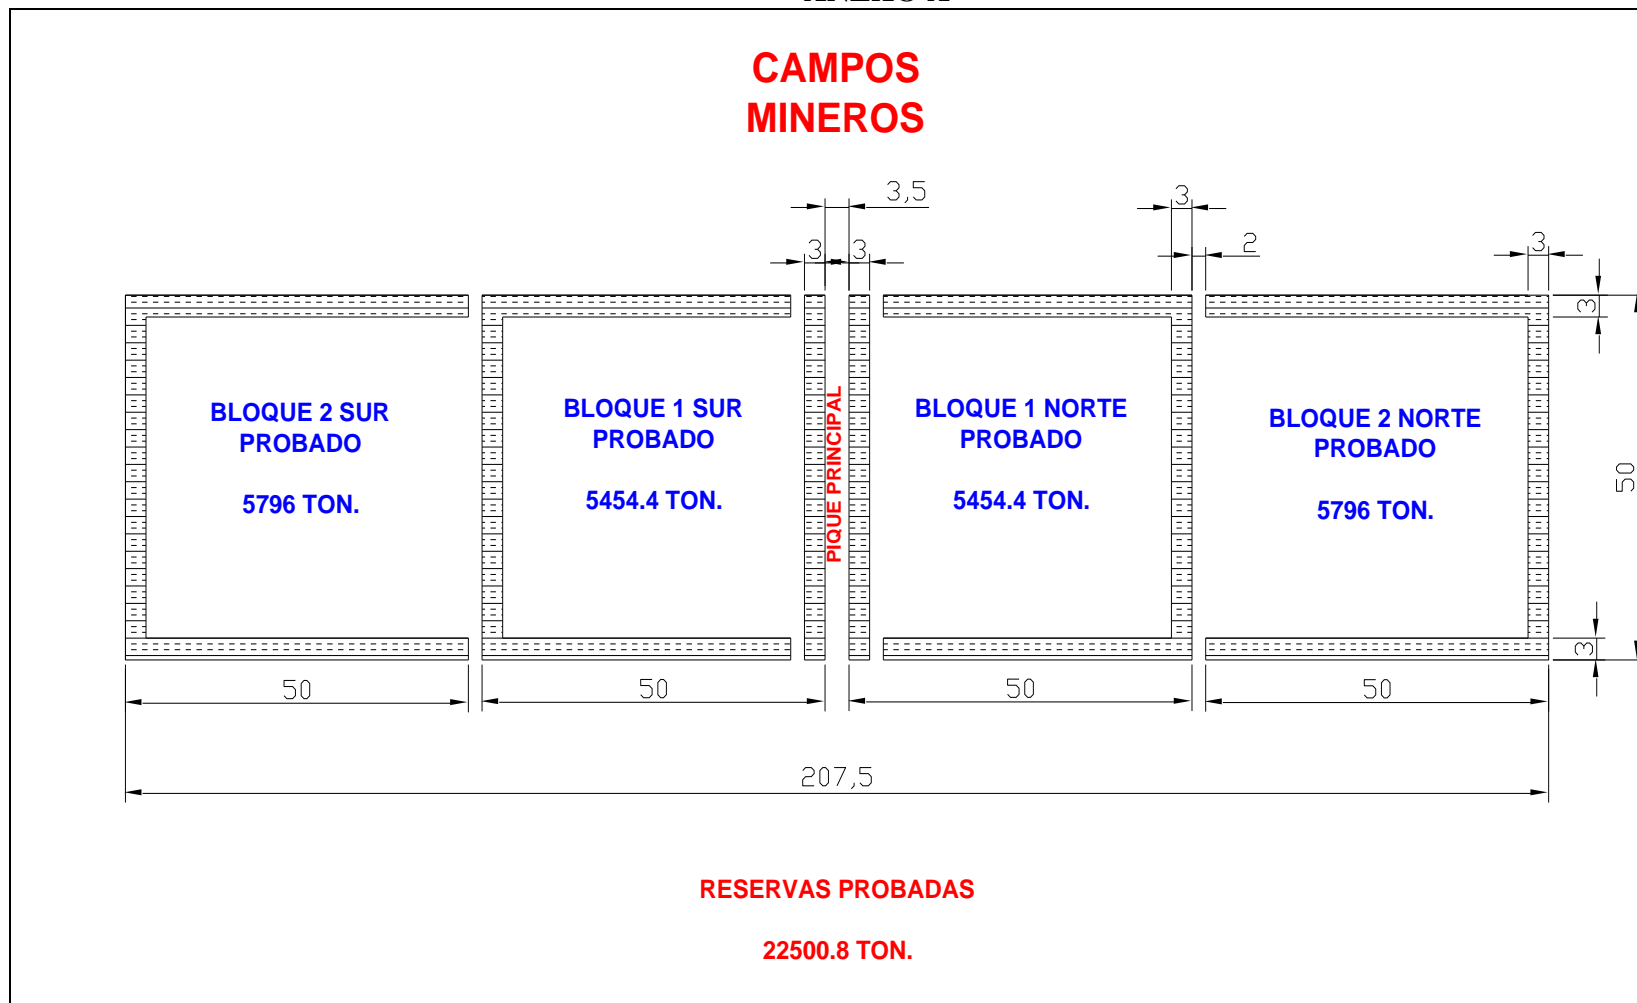 CAMPOS
MINEROS
3,5
3
3
3
2
3
3
BLOQUE 2 SUR
PROBADO
5796 TON.
BLOQUE 1 SUR
PROBADO
5454.4 TON.
PIQUE PRINCIPAL
BLOQUE 1 NORTE
PROBADO
5454.4 TON.
BLOQUE 2 NORTE
PROBADO
5796 TON.
50
3
50
50
50
50
207,5
RESERVAS PROBADAS
22500.8 TON.